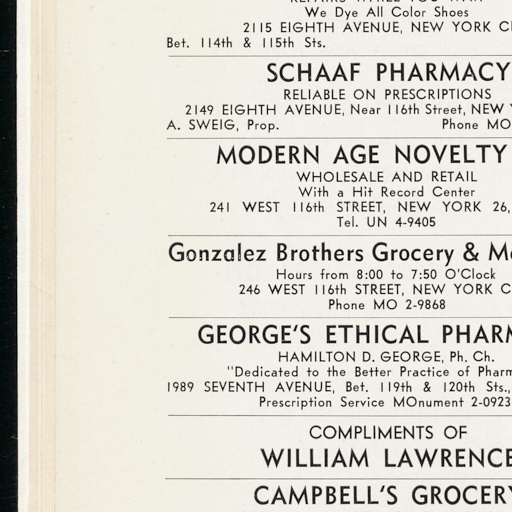 We Dye All Color Shoes
2115 EIGHTH AVENUE, NEW YORK
Bet. 114th & 115th Sts.
SCHAAF PHARMACY
RELIABLE ON PRESCRIPTIONS
2149 EIGHTH AVENUE, Near 116th Street, NEW
A. SWEIG, Prop. Phone MO
MODERN AGE NOVELTY
WHOLESALE AND RETAIL
With a Hit Record Center
241 WEST 116th STREET, NEW YORK 26,
Tel. UN 4-9405
Gonzalez Brothers Grocery &
Hours from 8:00 to 7:50 O'Clock
246 WEST 116th STREET, NEW YORK
Phone MO 2-9868
GEORGE'S ETHICAL
HAMILTON D. GEORGE, Ph. Ch.
"Dedicated to the Better Practice of
1989 SEVENTH AVENUE, Bet. 119th & 120th Sts.,
Prescription Service MOnument 2-0923
COMPLIMENTS OF
WILLIAM LAWRENCE
CAMPBELL'S GROCERY